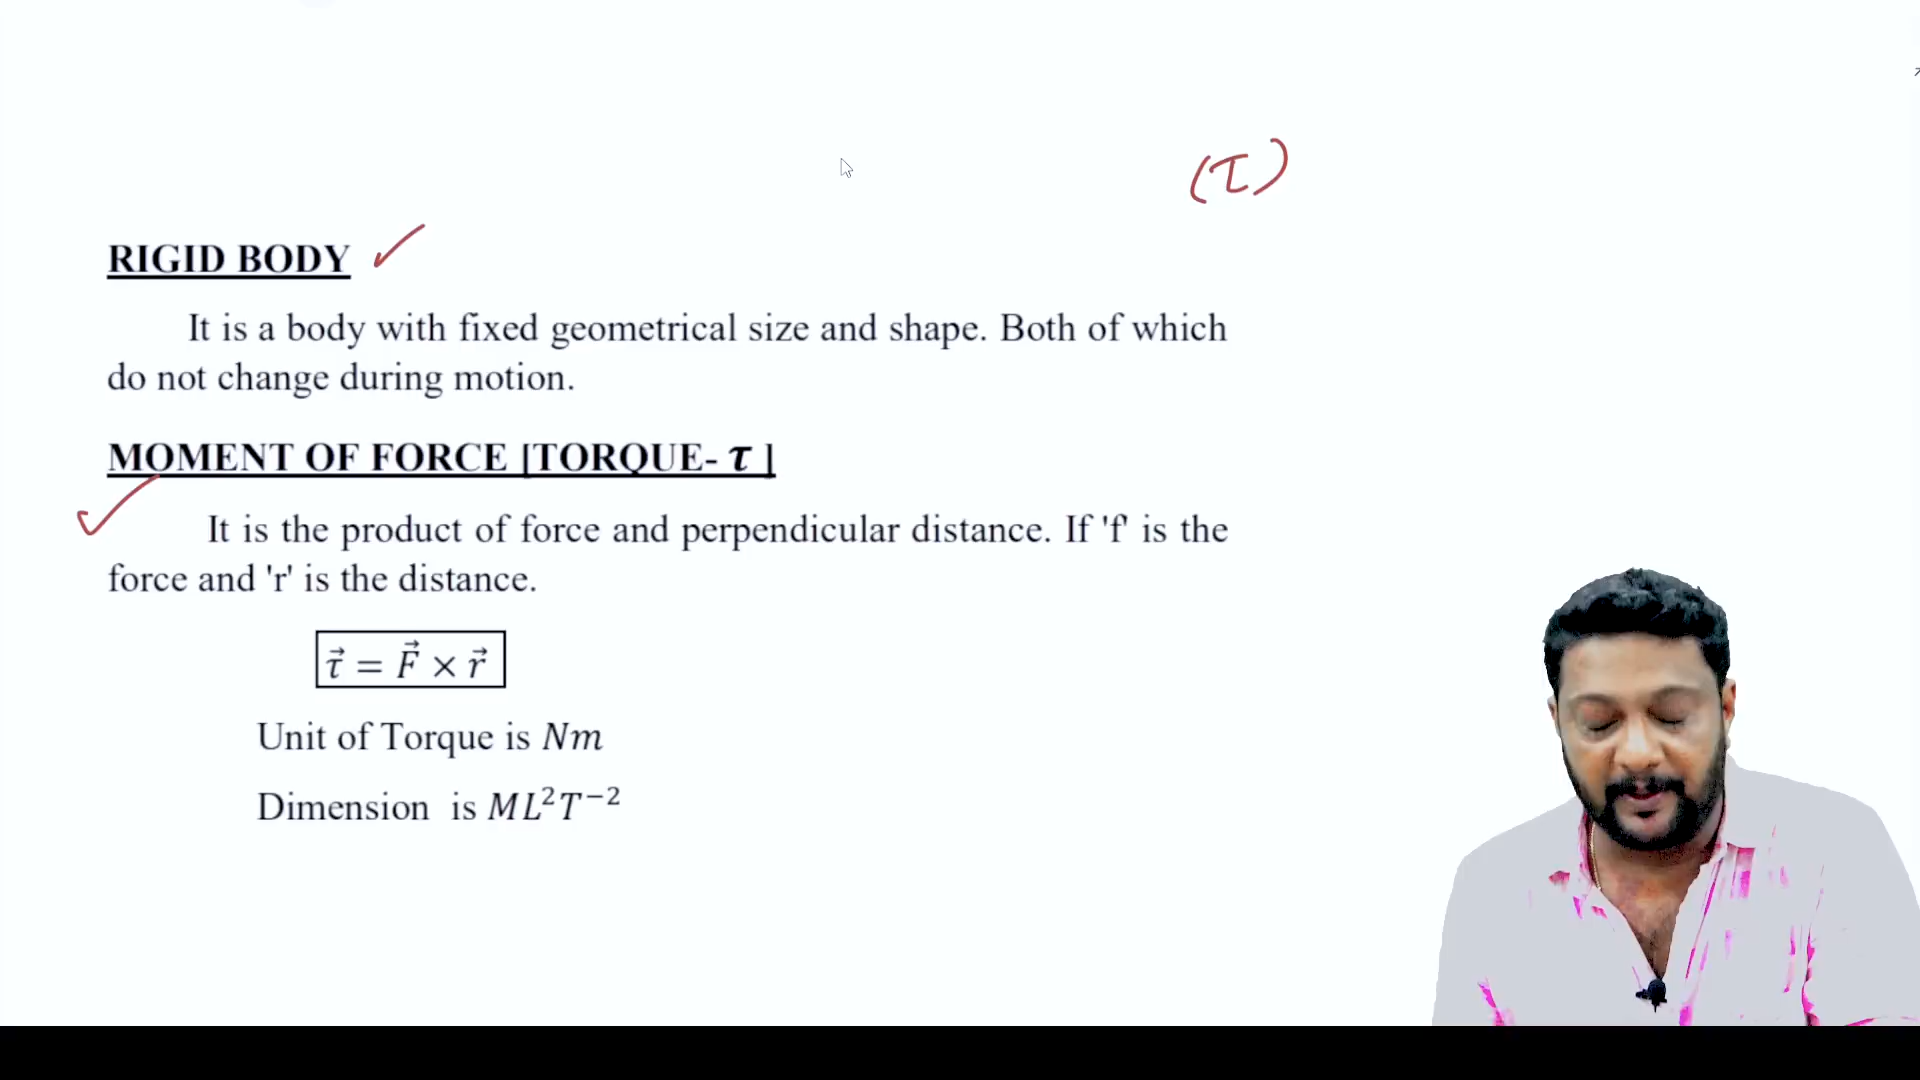 (τ)
RIGID BODY
It is a body with fixed geometrical size and shape. Both of which
do not change during motion.
MOMENT OF FORCE [TORQUE- τ ]
It is the product of force and perpendicular distance. If 'f' is the
force and 'r' is the distance.
τ⃗ = F⃗ × r⃗
Unit of Torque is Nm
Dimension is ML²T⁻²